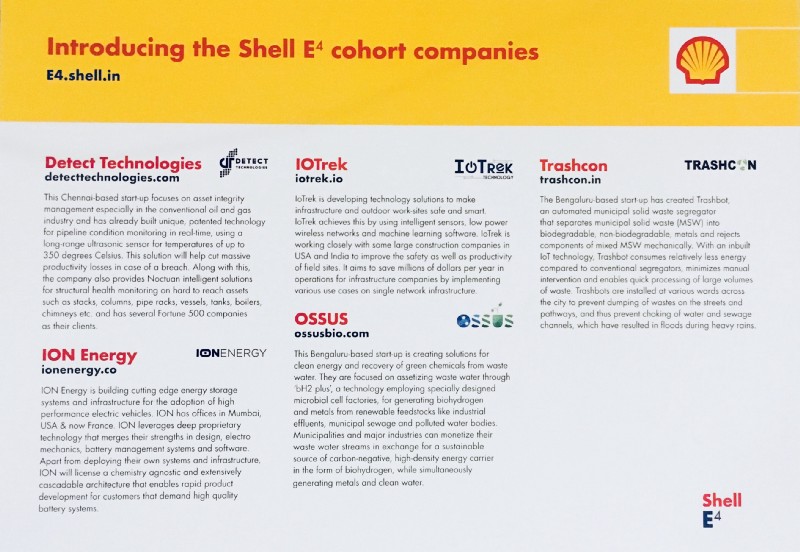 Introducing the Shell E4 cohort companies
E4.shell.in
Detect Technologies
detecttechnologies.com
DETECT
TECHNOLOGIES
This Chennai-based start-up focuses on asset integrity
management especially in the conventional oil and gas
industry and has already built unique, patented technology
for pipeline condition monitoring in real-time, using a
long-range ultrasonic sensor for temperatures of up to
350 degrees Celsius. This solution will help cut massive
productivity losses in case of a breach. Along with this,
the company also provides Noctuan intelligent solutions
for structural health monitoring on hard to reach assets
such as stacks, columns, pipe racks, vessels, tanks, boilers,
chimneys etc. and has several Fortune 500 companies
as their clients.
ION Energy
ionenergy.co
IONENERGY
ION Energy is building cutting edge energy storage
systems and infrastructure for the adoption of high
performance electric vehicles. ION has offices in Mumbai,
USA & now France. ION leverages deep proprietary
technology that merges their strengths in design, electro
mechanics, battery management systems and software.
Apart from deploying their own systems and infrastructure,
ION will license a chemistry agnostic and extensively
cascadable architecture that enables rapid product
development for customers that demand high quality
battery systems.
IOTrek
iotrek.io
IoTRek
TECHNOLOGY
IoTrek is developing technology solutions to make
infrastructure and outdoor work-sites safe and smart.
IoTrek achieves this by using intelligent sensors, low power
wireless networks and machine learning software. IoTrek is
working closely with some large construction companies in
USA and India to improve the safety as well as productivity
of field sites. It aims to save millions of dollars per year in
operations for infrastructure companies by implementing
various use cases on single network infrastructure.
OSSUS
ossusbio.com
OSSUS
This Bengaluru-based start-up is creating solutions for
clean energy and recovery of green chemicals from waste
water. They are focused on assetizing waste water through
'bH2 plus', a technology employing specially designed
microbial cell factories, for generating biohydrogen
and metals from renewable feedstocks like industrial
effluents, municipal sewage and polluted water bodies.
Municipalities and major industries can monetize their
waste water streams in exchange for a sustainable
source of carbon-negative, high-density energy carrier
in the form of biohydrogen, while simultaneously
generating metals and clean water.
Trashcon
trashcon.in
TRASHCON
The Bengaluru-based start-up has created Trashbot,
an automated municipal solid waste segregator
that separates municipal solid waste (MSW) into
biodegradable, non-biodegradable, metals and rejects
components of mixed MSW mechanically. With an inbuilt
IoT technology, Trashbot consumes relatively less energy
compared to conventional segregators, minimizes manual
intervention and enables quick processing of large volumes
of waste. Trashbots are installed at various wards across
the city to prevent dumping of wastes on the streets and
pathways, and thus prevent choking of water and sewage
channels, which have resulted in floods during heavy rains.
Shell
E4